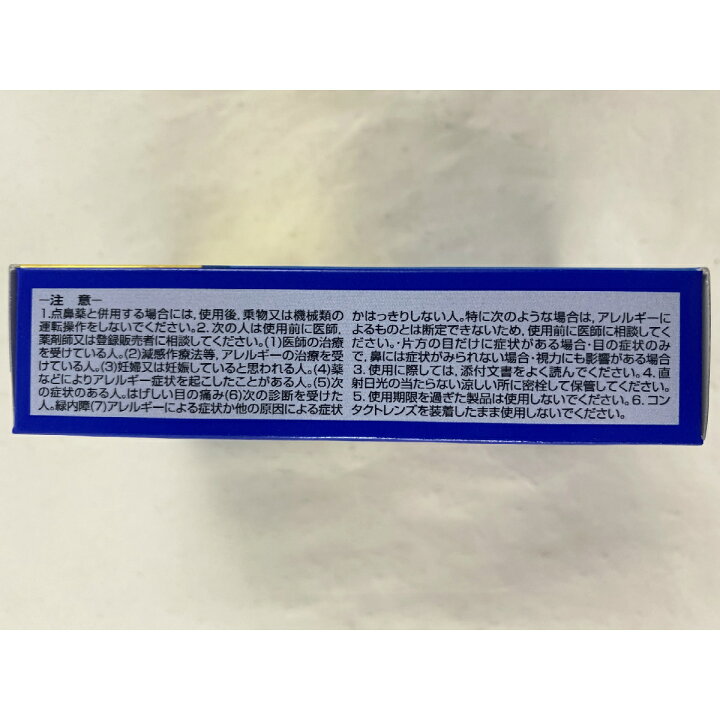 ―注　意―
1.点鼻薬と併用する場合には,使用後,乗物又は機械類の
運転操作をしないでください。2.次の人は使用前に医師,
薬剤師又は登録販売者に相談してください。(1)医師の治療
を受けている人。(2)減感作療法等,アレルギーの治療を受
けている人。(3)妊婦又は妊娠していると思われる人。(4)薬
などによりアレルギー症状を起こしたことがある人。(5)次
の症状のある人。はげしい目の痛み(6)次の診断を受けた
人。緑内障(7)アレルギーによる症状か他の原因による症状
かはっきりしない人。特に次のような場合は,アレルギーに
よるものとは断定できないため,使用前に医師に相談してく
ださい。・片方の目だけに症状がある場合・目の症状のみ
で,鼻には症状がみられない場合・視力にも影響がある場合
3.使用に際しては,添付文書をよく読んでください。4.直
射日光の当たらない涼しい所に密栓して保管してください。
5.使用期限を過ぎた製品は使用しないでください。6.コン
タクトレンズを装着したまま使用しないでください。